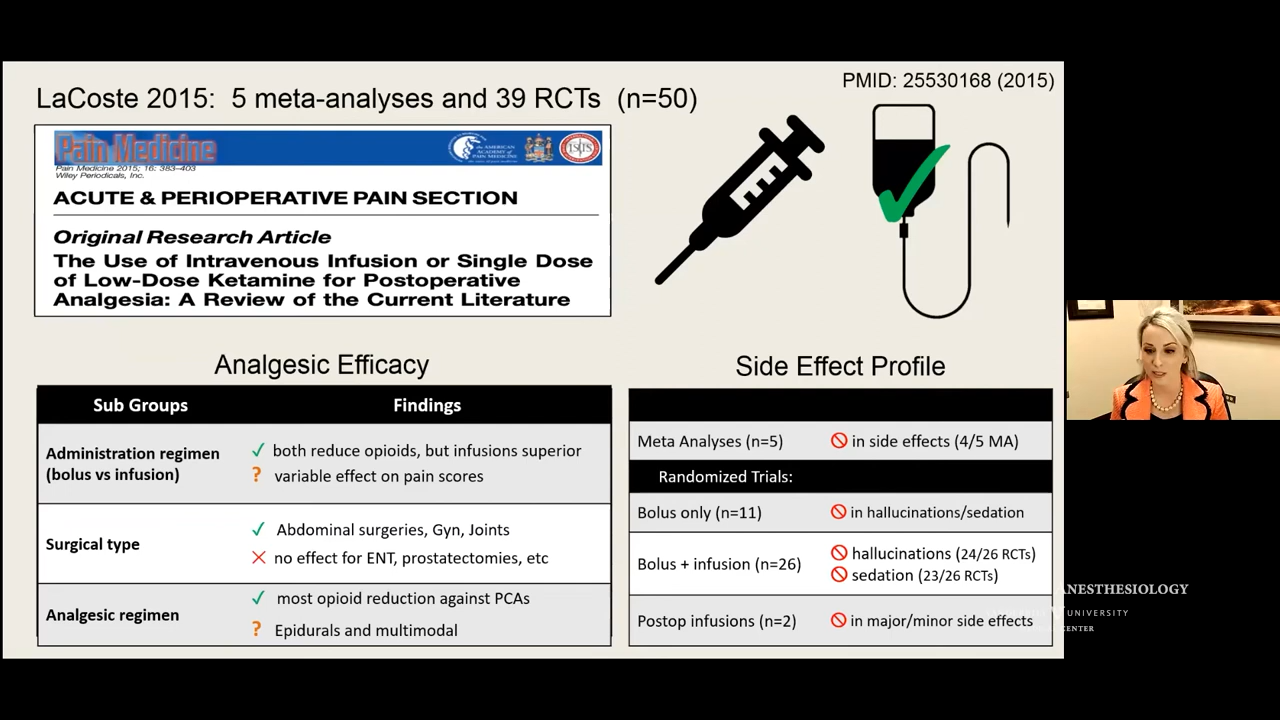 PMID: 25530168 (2015)
LaCoste 2015: 5 meta-analyses and 39 RCTs (n=50)
Pain Medicine
Pain Medicine 2015; 16: 383–403
Wiley Periodicals, Inc.
ACUTE & PERIOPERATIVE PAIN SECTION
Original Research Article
The Use of Intravenous Infusion or Single Dose
of Low-Dose Ketamine for Postoperative
Analgesia: A Review of the Current Literature
Analgesic Efficacy
Sub Groups Findings
Administration regimen
(bolus vs infusion)
✓ both reduce opioids, but infusions superior
? variable effect on pain scores
Surgical type
✓ Abdominal surgeries, Gyn, Joints
✕ no effect for ENT, prostatectomies, etc
Analgesic regimen
✓ most opioid reduction against PCAs
? Epidurals and multimodal
Side Effect Profile
Meta Analyses (n=5) 🚫 in side effects (4/5 MA)
Randomized Trials:
Bolus only (n=11) 🚫 in hallucinations/sedation
Bolus + infusion (n=26)
🚫 hallucinations (24/26 RCTs)
🚫 sedation (23/26 RCTs)
Postop infusions (n=2) 🚫 in major/minor side effects
ANESTHESIOLOGY
UNIVERSITY
CENTER